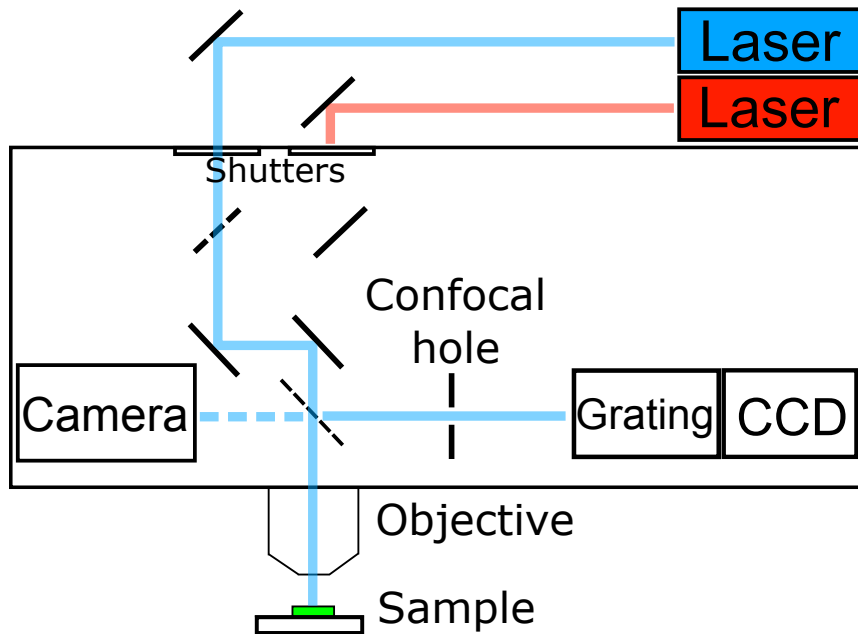 Laser
Laser
Shutters
Confocal
hole
Camera
Grating
CCD
Objective
Sample